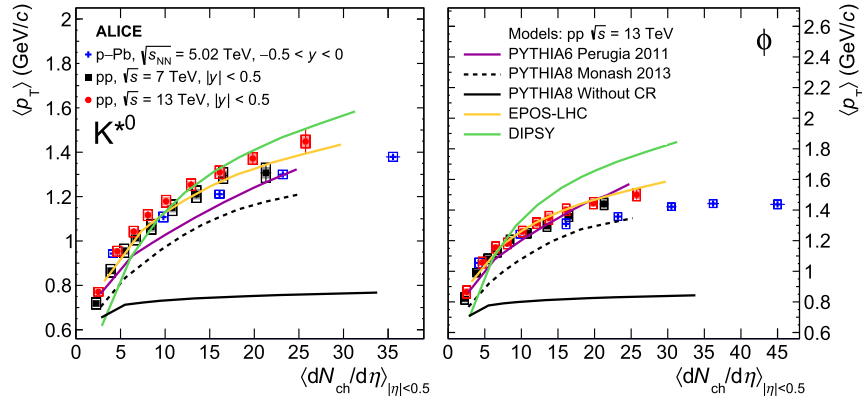 ⟨p_T⟩ (GeV/c)
2
1.8
1.6
1.4
1.2
1
0.8
0.6
ALICE
p–Pb, √s_NN = 5.02 TeV, –0.5 < y < 0
pp, √s = 7 TeV, |y| < 0.5
pp, √s = 13 TeV, |y| < 0.5
K*0
0 5 10 15 20 25 30 35
⟨dN_ch/dη⟩_|η|<0.5
Models: pp √s = 13 TeV
PYTHIA6 Perugia 2011
PYTHIA8 Monash 2013
PYTHIA8 Without CR
EPOS-LHC
DIPSY
ϕ
0 5 10 15 20 25 30 35 40 45
⟨dN_ch/dη⟩_|η|<0.5
⟨p_T⟩ (GeV/c)
2.6
2.4
2.2
2
1.8
1.6
1.4
1.2
1
0.8
0.6